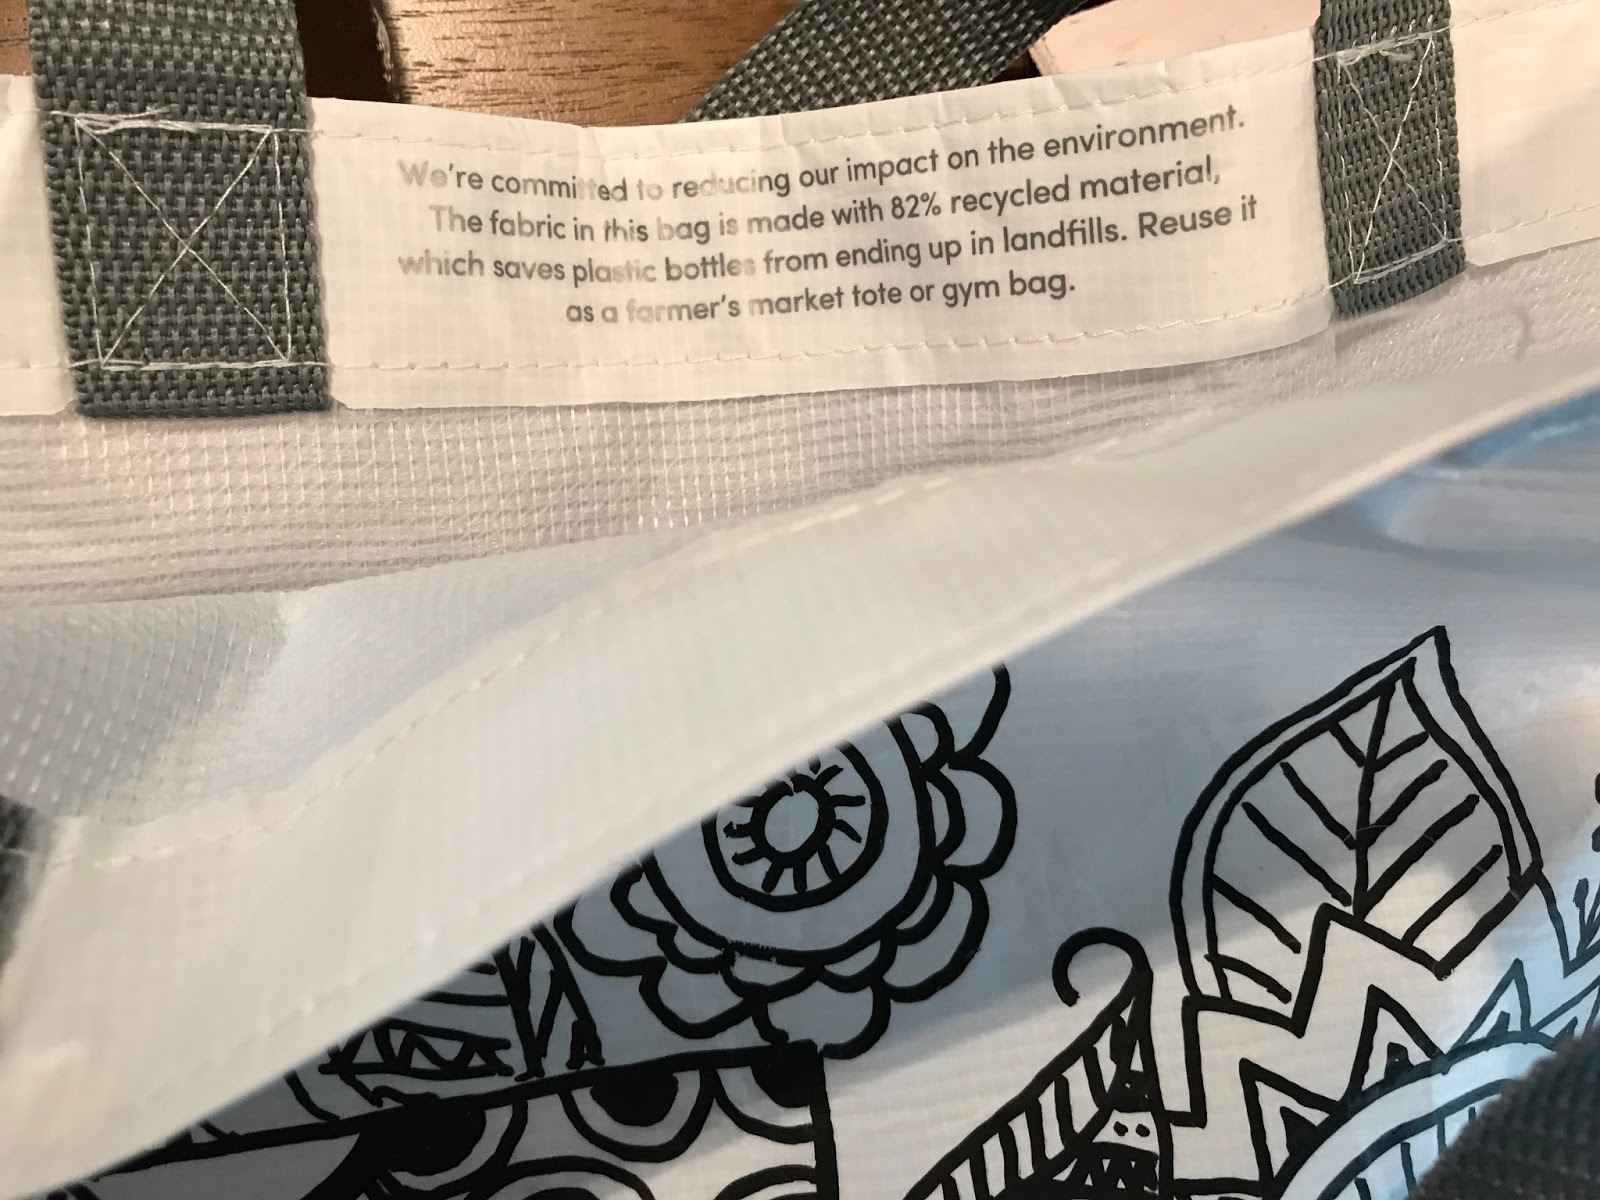 We're committed to reducing our impact on the environment.
The fabric in this bag is made with 82% recycled material,
which saves plastic bottles from ending up in landfills. Reuse it
as a farmer's market tote or gym bag.